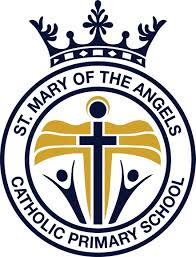 ST. MARY OF THE ANGELS
CATHOLIC PRIMARY SCHOOL